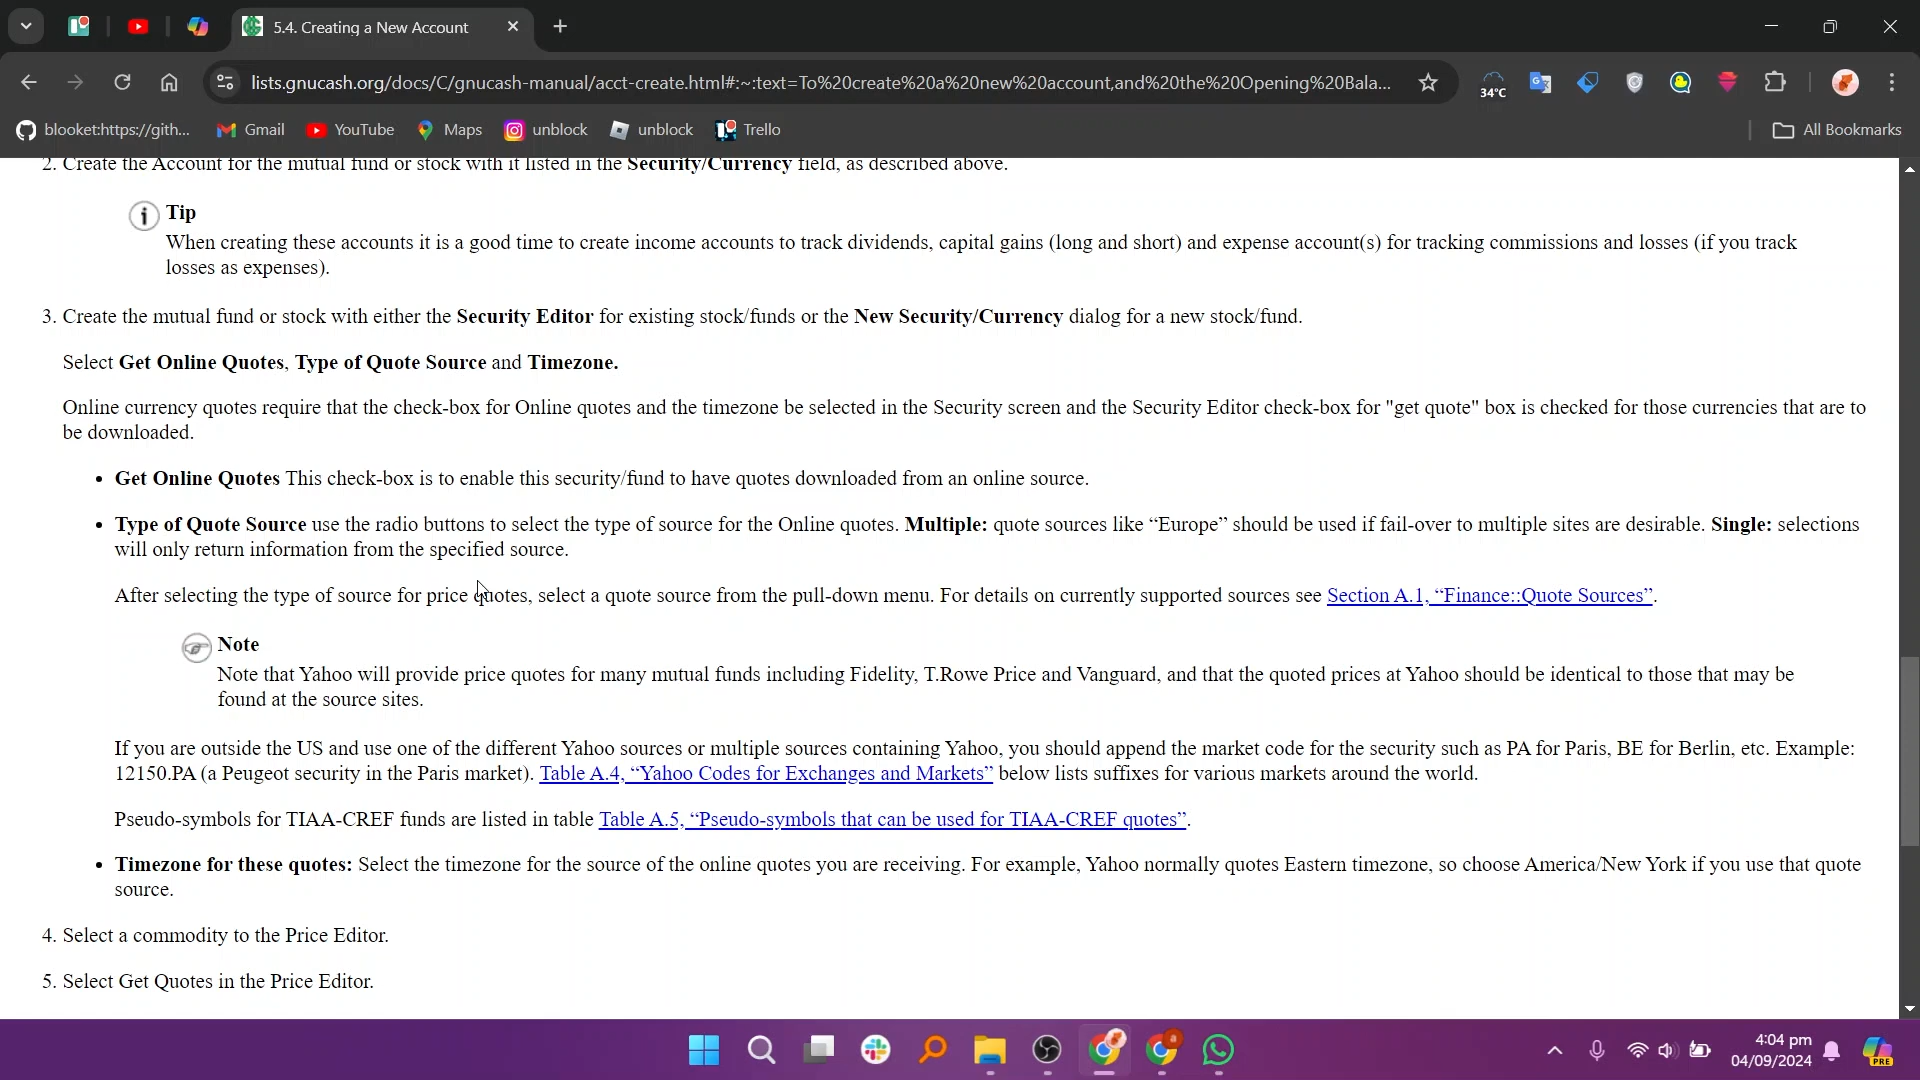 5.4. Creating a New Account
lists.gnucash.org/docs/C/gnucash-manual/acct-create.html#:~:text=To%20create%20a%20new%20account,and%20the%20Opening%20Bala...
34°C
blooket:https://gith...
Gmail
YouTube
Maps
unblock
unblock
Trello
All Bookmarks
2. Create the Account for the mutual fund or stock with it listed in the Security/Currency field, as described above.
Tip
When creating these accounts it is a good time to create income accounts to track dividends, capital gains (long and short) and expense account(s) for tracking commissions and losses (if you track
losses as expenses).
3. Create the mutual fund or stock with either the Security Editor for existing stock/funds or the New Security/Currency dialog for a new stock/fund.
Select Get Online Quotes, Type of Quote Source and Timezone.
Online currency quotes require that the check-box for Online quotes and the timezone be selected in the Security screen and the Security Editor check-box for "get quote" box is checked for those currencies that are to
be downloaded.
• Get Online Quotes This check-box is to enable this security/fund to have quotes downloaded from an online source.
• Type of Quote Source use the radio buttons to select the type of source for the Online quotes. Multiple: quote sources like “Europe” should be used if fail-over to multiple sites are desirable. Single: selections
will only return information from the specified source.
After selecting the type of source for price quotes, select a quote source from the pull-down menu. For details on currently supported sources see Section A.1, “Finance::Quote Sources”.
Note
Note that Yahoo will provide price quotes for many mutual funds including Fidelity, T.Rowe Price and Vanguard, and that the quoted prices at Yahoo should be identical to those that may be
found at the source sites.
If you are outside the US and use one of the different Yahoo sources or multiple sources containing Yahoo, you should append the market code for the security such as PA for Paris, BE for Berlin, etc. Example:
12150.PA (a Peugeot security in the Paris market). Table A.4, “Yahoo Codes for Exchanges and Markets” below lists suffixes for various markets around the world.
Pseudo-symbols for TIAA-CREF funds are listed in table Table A.5, “Pseudo-symbols that can be used for TIAA-CREF quotes”.
• Timezone for these quotes: Select the timezone for the source of the online quotes you are receiving. For example, Yahoo normally quotes Eastern timezone, so choose America/New York if you use that quote
source.
4. Select a commodity to the Price Editor.
5. Select Get Quotes in the Price Editor.
4:04 pm
04/09/2024
PRE